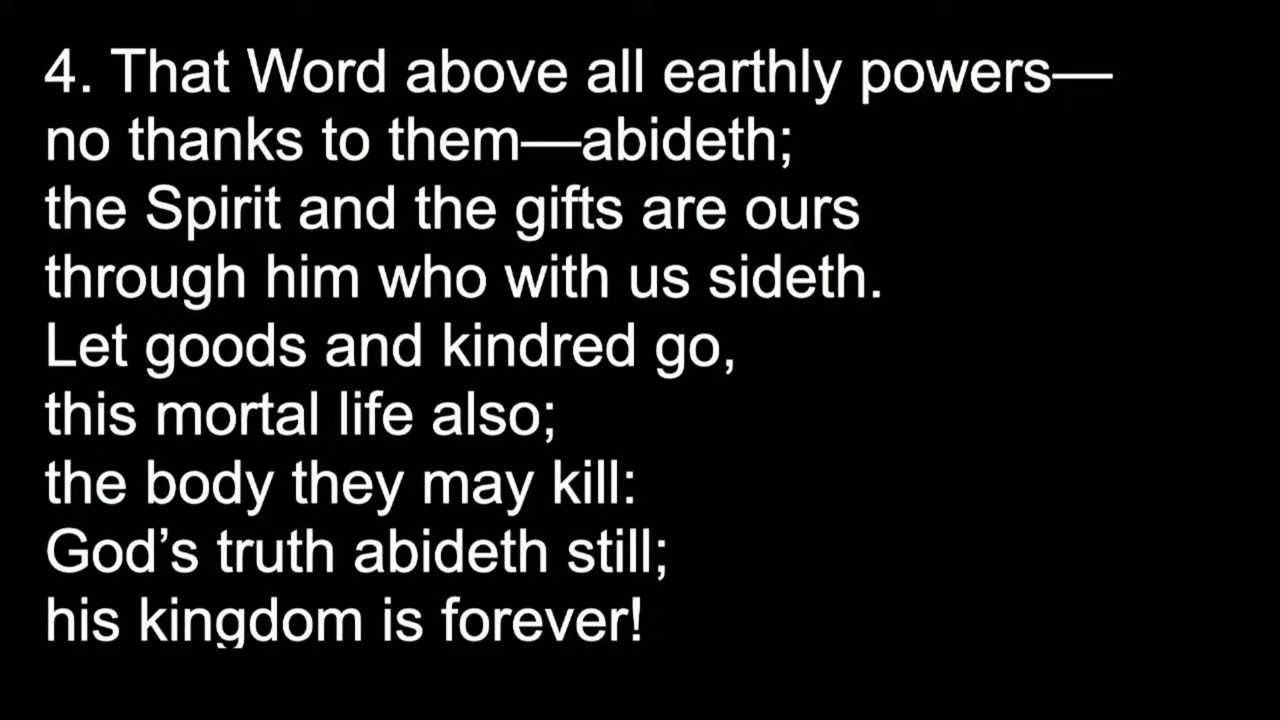 4. That Word above all earthly powers—
no thanks to them—abideth;
the Spirit and the gifts are ours
through him who with us sideth.
Let goods and kindred go,
this mortal life also;
the body they may kill:
God’s truth abideth still;
his kingdom is forever!